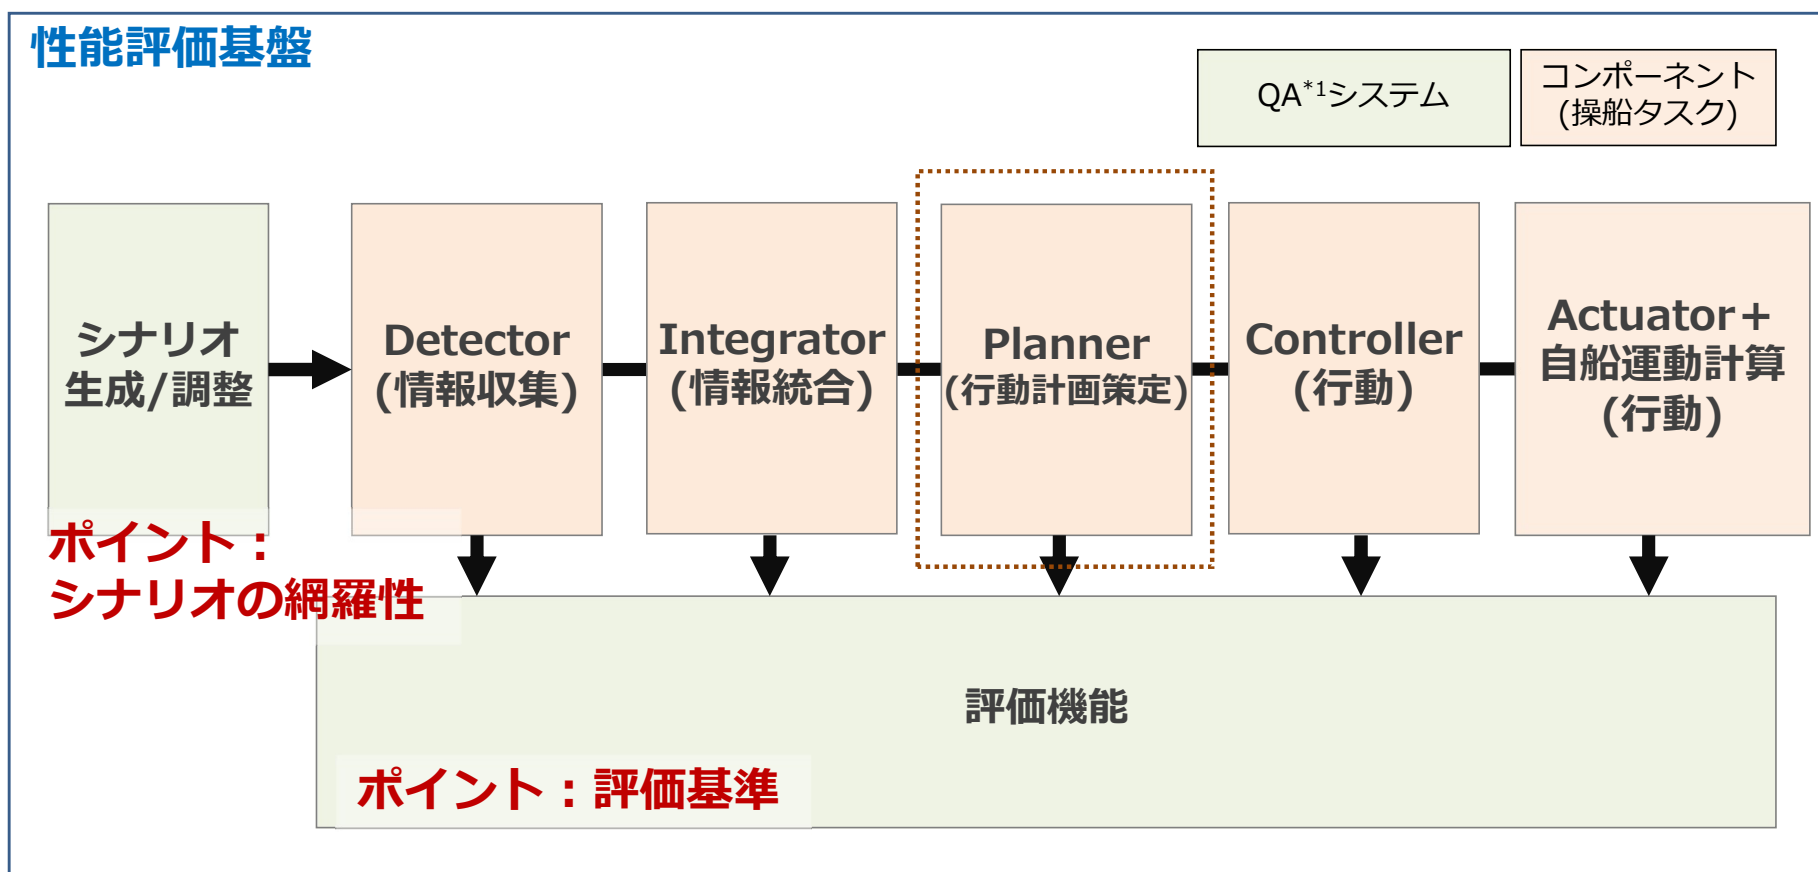 性能評価基盤
QA*1システム
コンポーネント
(操船タスク)
シナリオ
生成/調整
Detector
(情報収集)
Integrator
(情報統合)
Planner
(行動計画策定)
Controller
(行動)
Actuator+
自船運動計算
(行動)
ポイント：
シナリオの網羅性
評価機能
ポイント：評価基準